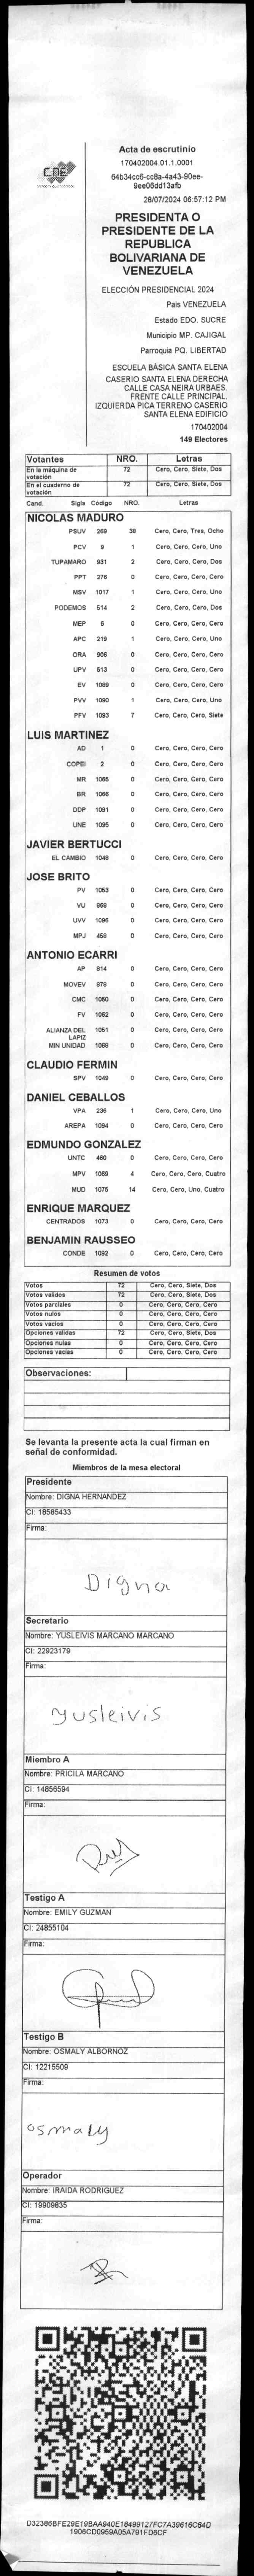 CNE
Acta de escrutinio
170402004.01.1.0001
64b34cc6-cc8a-4a43-90ee-
9ee06dd13afb
28/07/2024 06:57:12 PM
PRESIDENTA O
PRESIDENTE DE LA
REPUBLICA
BOLIVARIANA DE
VENEZUELA
ELECCIÓN PRESIDENCIAL 2024
Pais VENEZUELA
Estado EDO. SUCRE
Municipio MP. CAJIGAL
Parroquia PQ. LIBERTAD
ESCUELA BÁSICA SANTA ELENA
CASERIO SANTA ELENA DERECHA
CALLE CASA NEIRA URBAES.
FRENTE CALLE PRINCIPAL.
IZQUIERDA PICA TERRENO CASERIO
SANTA ELENA EDIFICIO
170402004
149 Electores
Votantes NRO. Letras
En la máquina de votación 72 Cero, Cero, Siete, Dos
En el cuaderno de votación 72 Cero, Cero, Siete, Dos
Cand. Sigla Código NRO. Letras
NICOLAS MADURO
PSUV 269 38 Cero, Cero, Tres, Ocho
PCV 9 1 Cero, Cero, Cero, Uno
TUPAMARO 931 2 Cero, Cero, Cero, Dos
PPT 276 0 Cero, Cero, Cero, Cero
MSV 1017 1 Cero, Cero, Cero, Uno
PODEMOS 514 2 Cero, Cero, Cero, Dos
MEP 6 0 Cero, Cero, Cero, Cero
APC 219 1 Cero, Cero, Cero, Uno
ORA 906 0 Cero, Cero, Cero, Cero
UPV 513 0 Cero, Cero, Cero, Cero
EV 1089 0 Cero, Cero, Cero, Cero
PVV 1090 1 Cero, Cero, Cero, Uno
PFV 1093 7 Cero, Cero, Cero, Siete
LUIS MARTINEZ
AD 1 0 Cero, Cero, Cero, Cero
COPEI 2 0 Cero, Cero, Cero, Cero
MR 1065 0 Cero, Cero, Cero, Cero
BR 1066 0 Cero, Cero, Cero, Cero
DDP 1091 0 Cero, Cero, Cero, Cero
UNE 1095 0 Cero, Cero, Cero, Cero
JAVIER BERTUCCI
EL CAMBIO 1048 0 Cero, Cero, Cero, Cero
JOSE BRITO
PV 1053 0 Cero, Cero, Cero, Cero
VU 868 0 Cero, Cero, Cero, Cero
UVV 1096 0 Cero, Cero, Cero, Cero
MPJ 458 0 Cero, Cero, Cero, Cero
ANTONIO ECARRI
AP 814 0 Cero, Cero, Cero, Cero
MOVEV 878 0 Cero, Cero, Cero, Cero
CMC 1050 0 Cero, Cero, Cero, Cero
FV 1052 0 Cero, Cero, Cero, Cero
ALIANZA DEL LAPIZ 1051 0 Cero, Cero, Cero, Cero
MIN UNIDAD 1068 0 Cero, Cero, Cero, Cero
CLAUDIO FERMIN
SPV 1049 0 Cero, Cero, Cero, Cero
DANIEL CEBALLOS
VPA 236 1 Cero, Cero, Cero, Uno
AREPA 1094 0 Cero, Cero, Cero, Cero
EDMUNDO GONZALEZ
UNTC 460 0 Cero, Cero, Cero, Cero
MPV 1069 4 Cero, Cero, Cero, Cuatro
MUD 1075 14 Cero, Cero, Uno, Cuatro
ENRIQUE MARQUEZ
CENTRADOS 1073 0 Cero, Cero, Cero, Cero
BENJAMIN RAUSSEO
CONDE 1092 0 Cero, Cero, Cero, Cero
Resumen de votos
Votos 72 Cero, Cero, Siete, Dos
Votos validos 72 Cero, Cero, Siete, Dos
Votos parciales 0 Cero, Cero, Cero, Cero
Votos nulos 0 Cero, Cero, Cero, Cero
Votos vacios 0 Cero, Cero, Cero, Cero
Opciones validas 72 Cero, Cero, Siete, Dos
Opciones nulas 0 Cero, Cero, Cero, Cero
Opciones vacias 0 Cero, Cero, Cero, Cero
Observaciones:
Se levanta la presente acta la cual firman en
señal de conformidad.
Miembros de la mesa electoral
Presidente
Nombre: DIGNA HERNANDEZ
CI: 18585433
Firma:
Digna
Secretario
Nombre: YUSLEIVIS MARCANO MARCANO
CI: 22923179
Firma:
Yusleivis
Miembro A
Nombre: PRICILA MARCANO
CI: 14856594
Firma:
Testigo A
Nombre: EMILY GUZMAN
CI: 24855104
Firma:
Testigo B
Nombre: OSMALY ALBORNOZ
CI: 12215509
Firma:
osmaly
Operador
Nombre: IRAIDA RODRIGUEZ
CI: 19909835
Firma:
D32386BFE29E19BAA940E18499127FC7A39616C84D
1906CD0959A05A791FD6CF